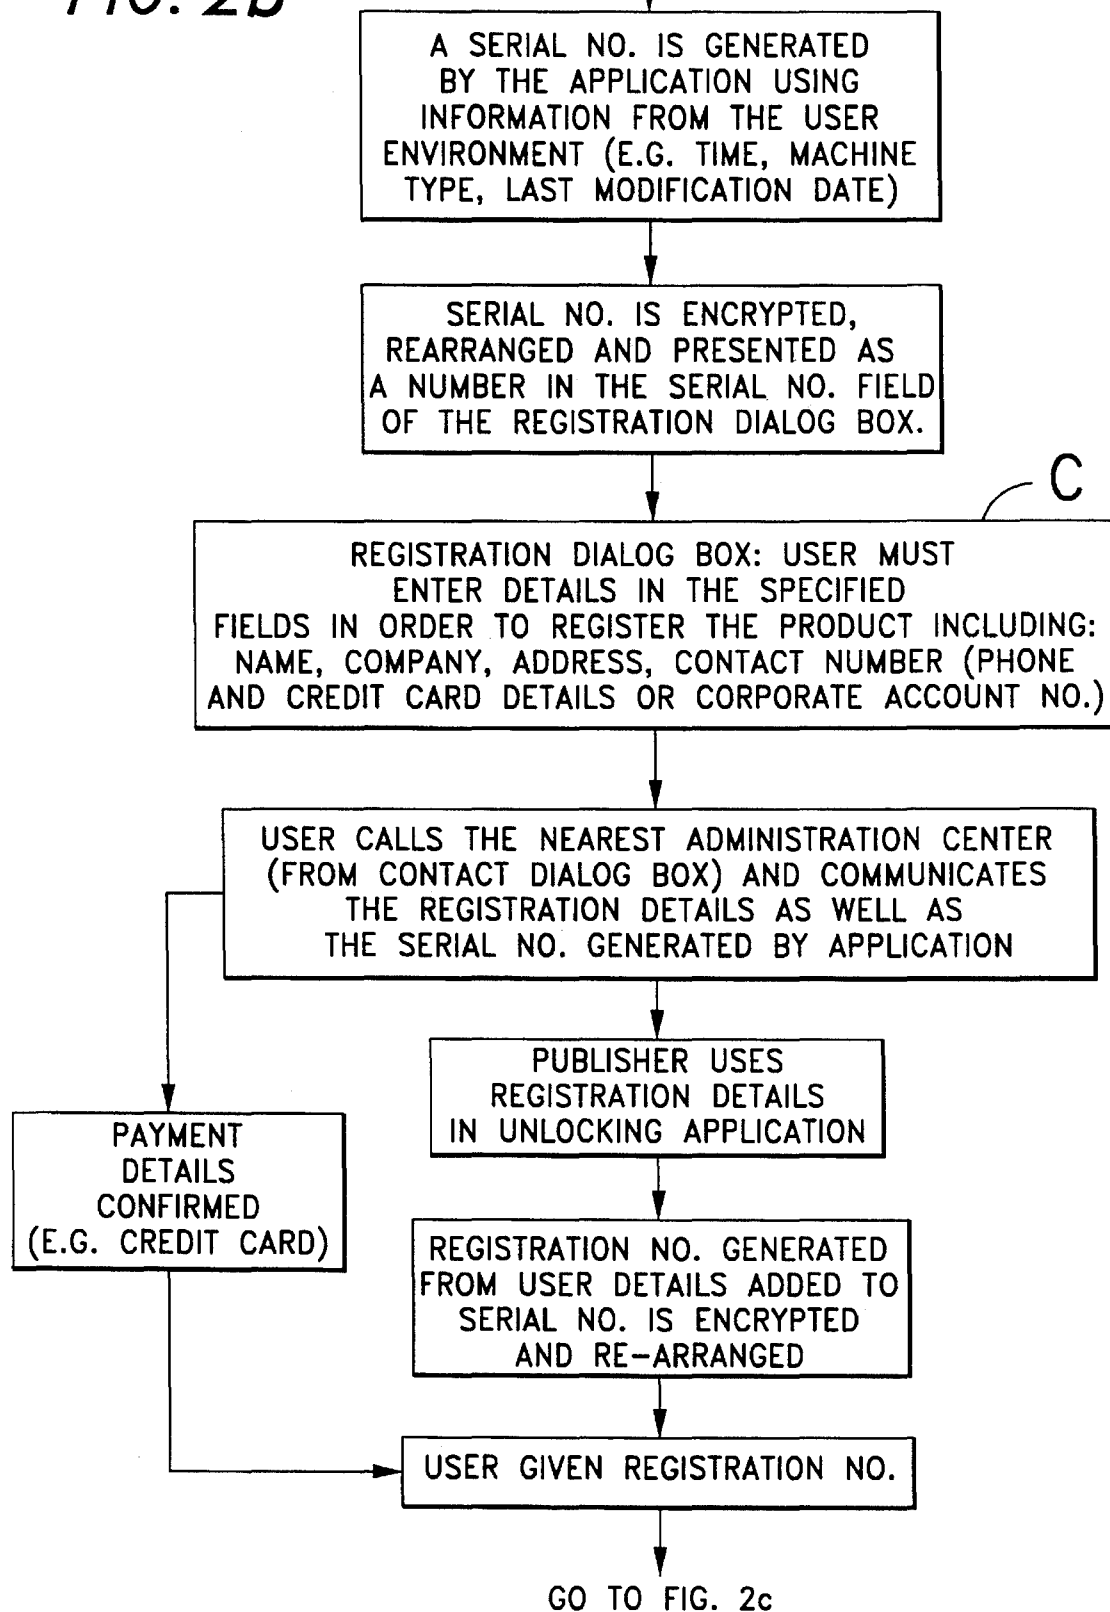 FIG. 2b
A SERIAL NO. IS GENERATED
BY THE APPLICATION USING
INFORMATION FROM THE USER
ENVIRONMENT (E.G. TIME, MACHINE
TYPE, LAST MODIFICATION DATE)
SERIAL NO. IS ENCRYPTED,
REARRANGED AND PRESENTED AS
A NUMBER IN THE SERIAL NO. FIELD
OF THE REGISTRATION DIALOG BOX.
C
REGISTRATION DIALOG BOX: USER MUST
ENTER DETAILS IN THE SPECIFIED
FIELDS IN ORDER TO REGISTER THE PRODUCT INCLUDING:
NAME, COMPANY, ADDRESS, CONTACT NUMBER (PHONE
AND CREDIT CARD DETAILS OR CORPORATE ACCOUNT NO.)
USER CALLS THE NEAREST ADMINISTRATION CENTER
(FROM CONTACT DIALOG BOX) AND COMMUNICATES
THE REGISTRATION DETAILS AS WELL AS
THE SERIAL NO. GENERATED BY APPLICATION
PUBLISHER USES
REGISTRATION DETAILS
IN UNLOCKING APPLICATION
PAYMENT
DETAILS
CONFIRMED
(E.G. CREDIT CARD)
REGISTRATION NO. GENERATED
FROM USER DETAILS ADDED TO
SERIAL NO. IS ENCRYPTED
AND RE-ARRANGED
USER GIVEN REGISTRATION NO.
GO TO FIG. 2c